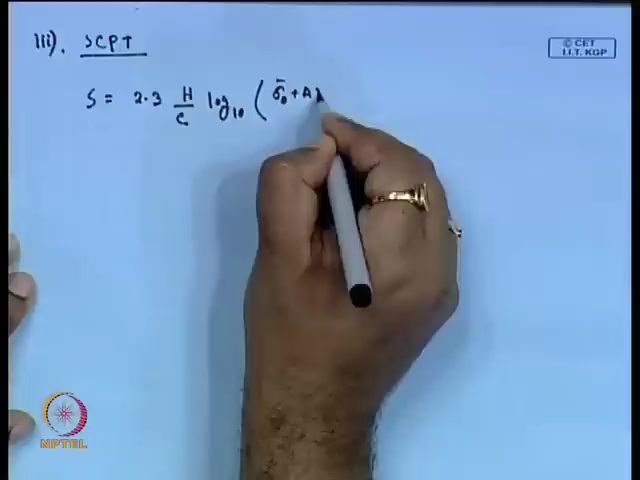 iii). SCPT
© CET
I.I.T. KGP
S = 2.3 H/C log10 ( σ̄0 + Δ
NPTEL